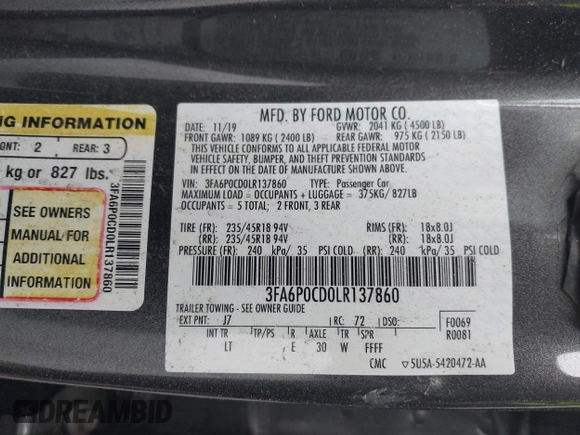 NG INFORMATION
ONT: 2 REAR: 3
kg or 827 lbs.
SEE OWNERS
MANUAL FOR
ADDITIONAL
INFORMATION
3FA6P0CD0LR137860
MFD. BY FORD MOTOR CO.
DATE: 11/19 GVWR: 2041 KG ( 4500 LB)
FRONT GAWR: 1089 KG ( 2400 LB) REAR GAWR: 975 KG ( 2150 LB)
THIS VEHICLE CONFORMS TO ALL APPLICABLE FEDERAL MOTOR
VEHICLE SAFETY, BUMPER, AND THEFT PREVENTION STANDARDS
IN EFFECT ON THE DATE OF MANUFACTURE SHOWN ABOVE.
VIN: 3FA6P0CD0LR137860 TYPE: Passenger Car
MAXIMUM LOAD = OCCUPANTS + LUGGAGE = 375KG/ 827LB
OCCUPANTS = 5 TOTAL; 2 FRONT, 3 REAR
TIRE (FR): 235/45R18 94V RIMS (FR): 18x8.0J
(RR): 235/45R18 94V (RR): 18x8.0J
PRESSURE (FR): 240 kPa/ 35 PSI COLD (RR): 240 kPa/ 35 PSI COLD
3FA6P0CD0LR137860
TRAILER TOWING - SEE OWNER GUIDE
EXT PNT: J7 RC: 72 DSO: F0069
INT TR TP/PS R AXLE TR SPR R0081
LT E 30 W FFFF
CMC 5U5A-5420472-AA
DREAMBID